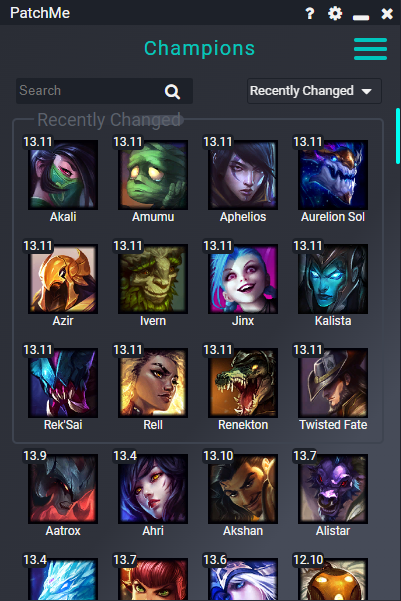 PatchMe
?
Champions
Search
Recently Changed
Recently Changed
13.11 13.11 13.11 13.11
Akali Amumu Aphelios Aurelion Sol
13.11 13.11 13.11 13.11
Azir Ivern Jinx Kalista
13.11 13.11 13.11 13.11
Rek'Sai Rell Renekton Twisted Fate
13.9 13.4 13.10 13.7
Aatrox Ahri Akshan Alistar
13.4 13.7 13.6 12.10